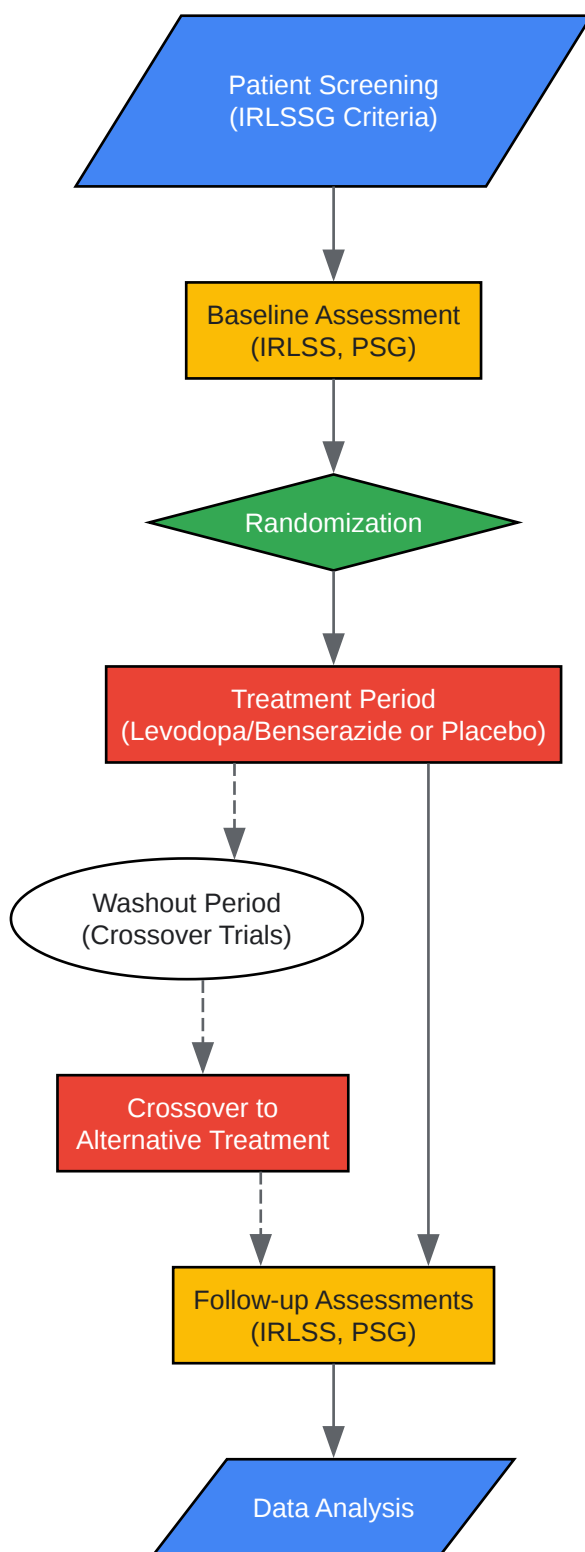 Patient Screening
(IRLSSG Criteria)
Baseline Assessment
(IRLSS, PSG)
Randomization
Treatment Period
(Levodopa/Benserazide or Placebo)
Washout Period
(Crossover Trials)
Crossover to
Alternative Treatment
Follow-up Assessments
(IRLSS, PSG)
Data Analysis